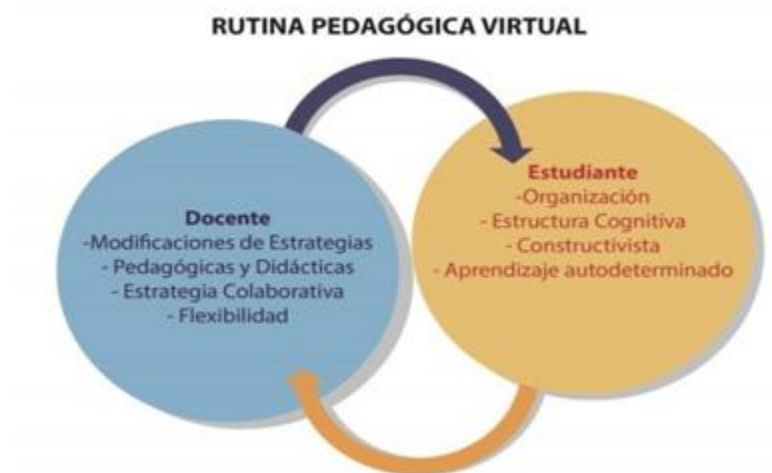 RUTINA PEDAGÓGICA VIRTUAL
Docente
-Modificaciones de Estrategias
- Pedagógicas y Didácticas
- Estrategia Colaborativa
- Flexibilidad
Estudiante
-Organización
- Estructura Cognitiva
- Constructivista
- Aprendizaje autodeterminado